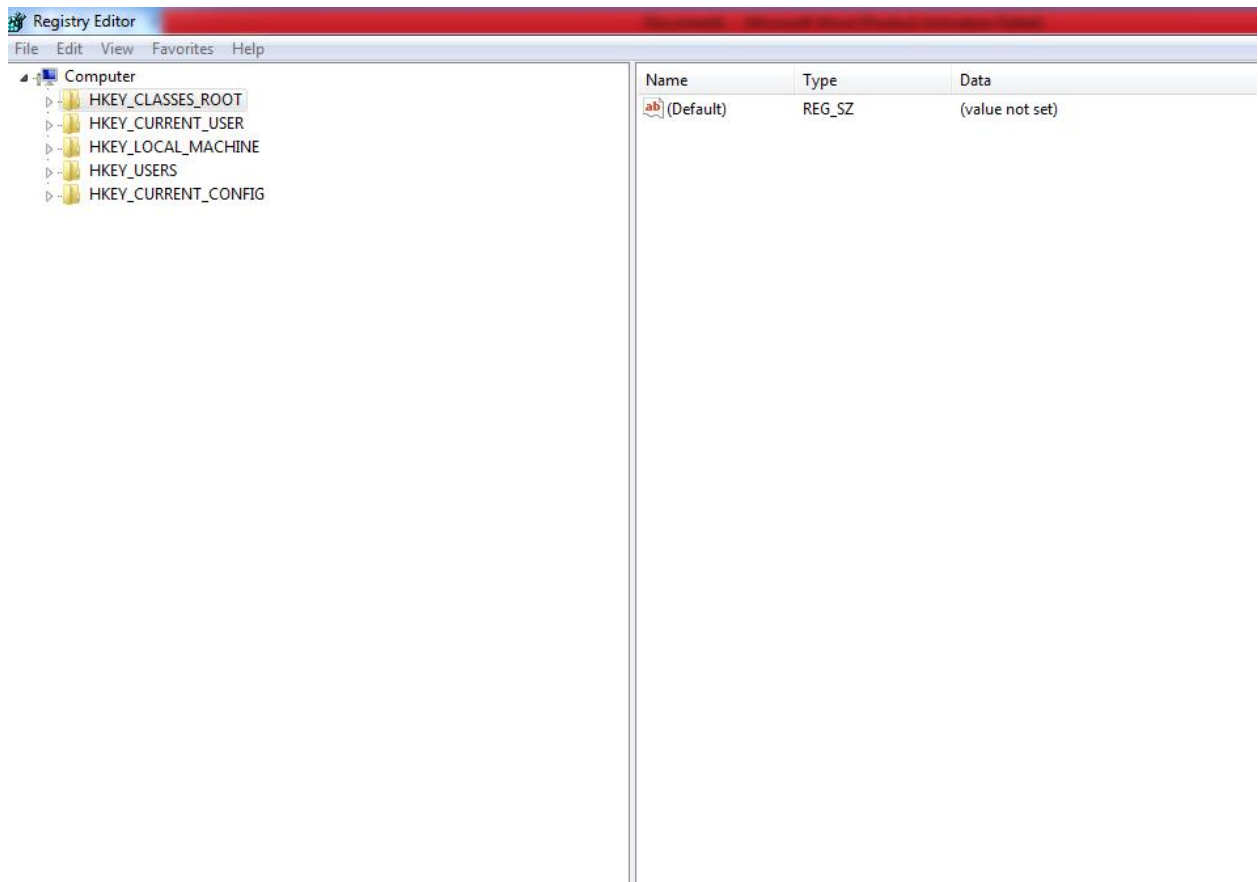 Registry Editor
File Edit View Favorites Help
Computer
HKEY_CLASSES_ROOT
HKEY_CURRENT_USER
HKEY_LOCAL_MACHINE
HKEY_USERS
HKEY_CURRENT_CONFIG
Name Type Data
ab (Default) REG_SZ (value not set)